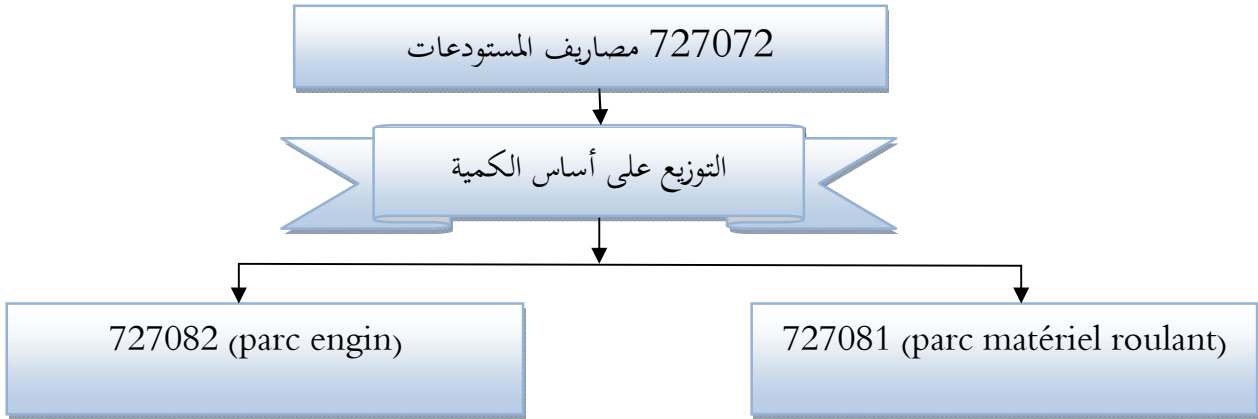 727072 مصاريف المستودعات
التوزيع على أساس الكمية
727081 (parc matériel roulant)
727082 (parc engin)